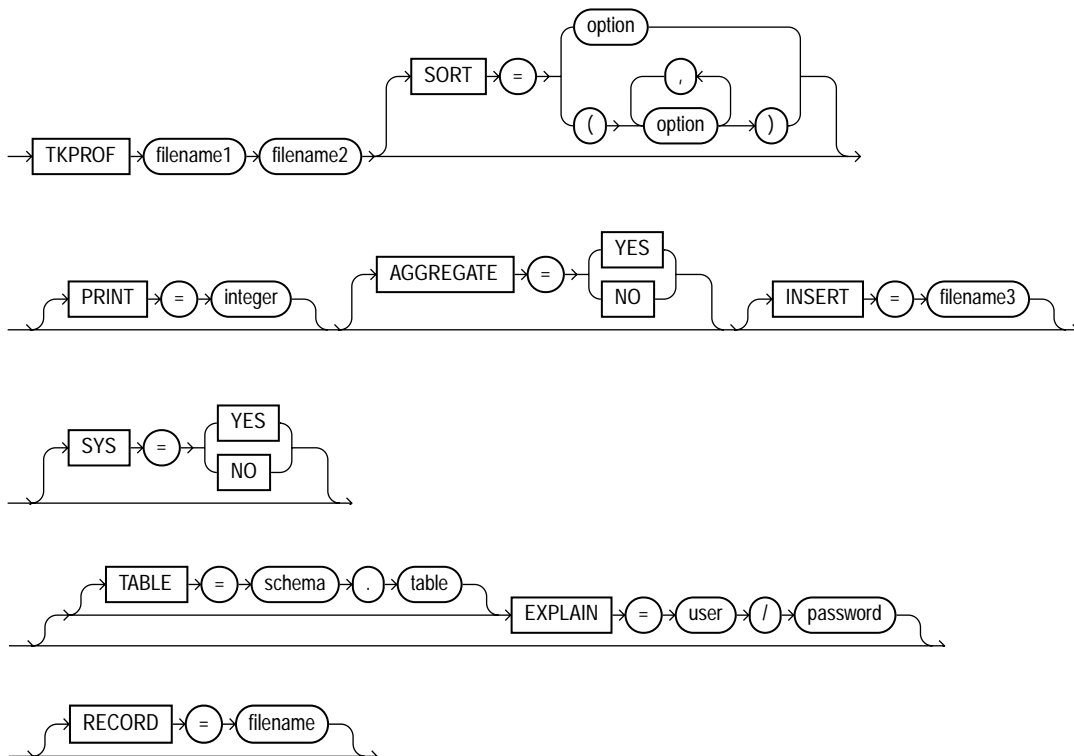 option
SORT = ,
( option )
TKPROF filename1 filename2
YES
AGGREGATE =
PRINT = integer INSERT = filename3
NO
YES
SYS =
NO
TABLE = schema . table
EXPLAIN = user / password
RECORD = filename